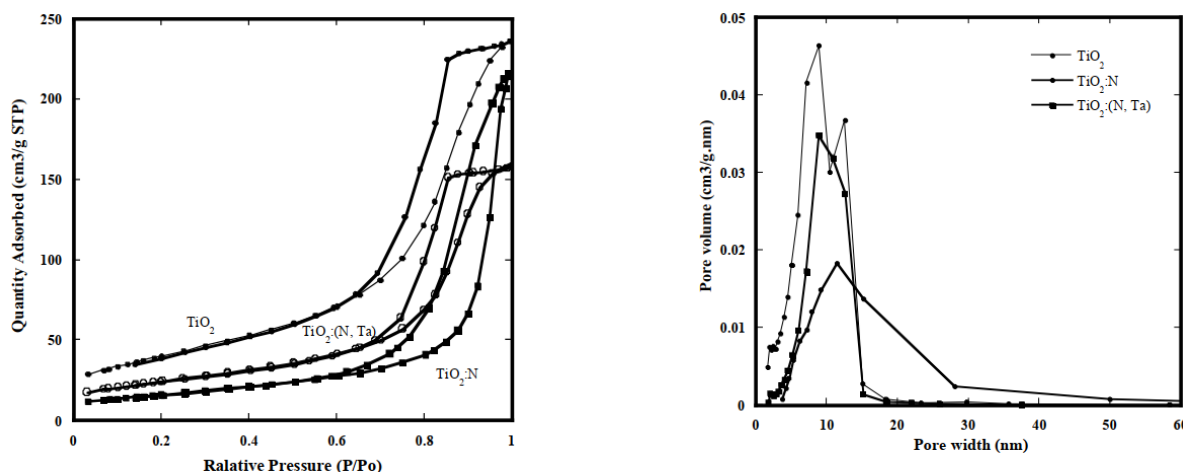 250
200
150
100
50
0
Quantity Adsorbed (cm3/g STP)
TiO2
TiO2:(N, Ta)
TiO2:N
0 0.2 0.4 0.6 0.8 1
Ralative Pressure (P/Po)
0.05
0.04
0.03
0.02
0.01
0
Pore volume (cm3/g.nm)
TiO2
TiO2:N
TiO2:(N, Ta)
0 10 20 30 40 50 60
Pore width (nm)